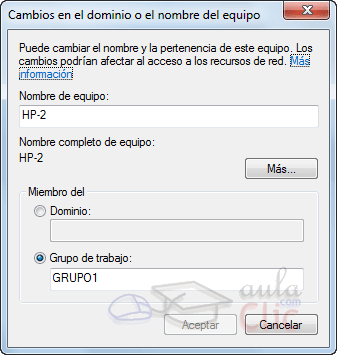 Cambios en el dominio o el nombre del equipo
Puede cambiar el nombre y la pertenencia de este equipo. Los
cambios podrían afectar al acceso a los recursos de red. Más
información
Nombre de equipo:
HP-2
Nombre completo de equipo:
HP-2
Más...
Miembro del
Dominio:
Grupo de trabajo:
GRUPO1
aula
.com
Clic
Aceptar
Cancelar